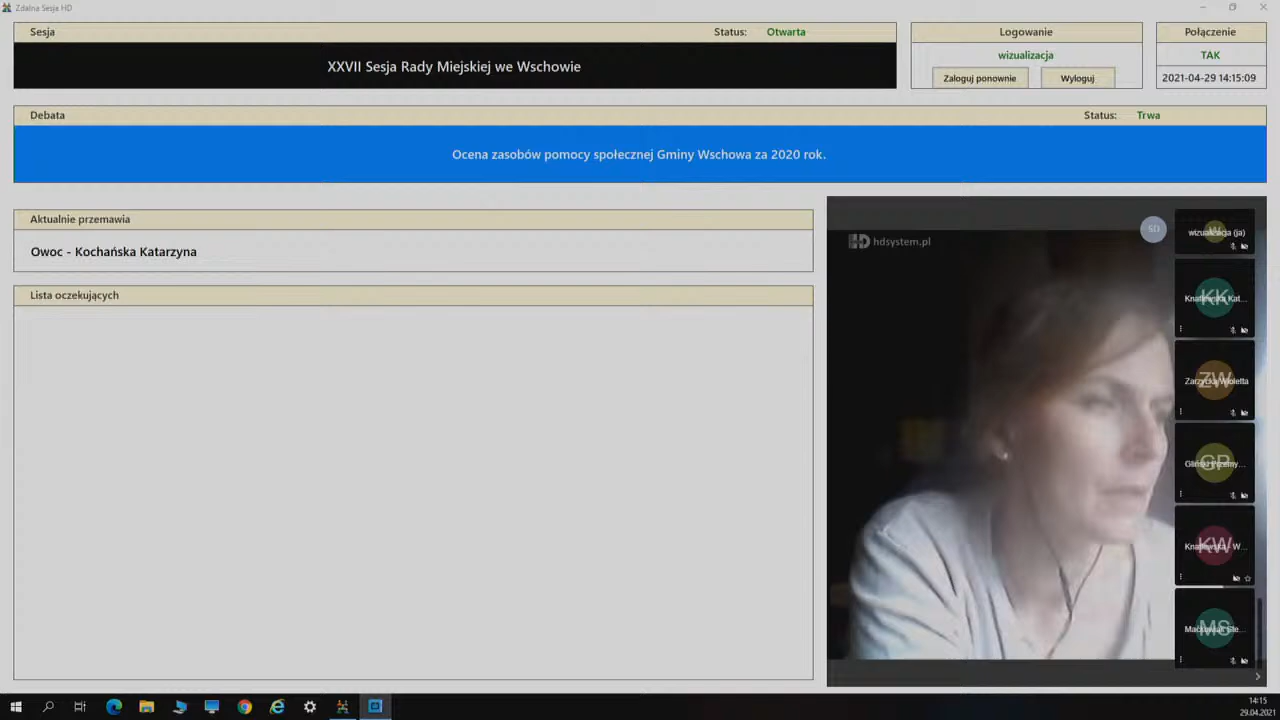 Zdalna Sesja HD
Sesja Status: Otwarta
XXVII Sesja Rady Miejskiej we Wschowie
Logowanie
wizualizacja
Zaloguj ponownie Wyloguj
Połączenie
TAK
2021-04-29 14:15:09
Debata Status: Trwa
Ocena zasobów pomocy społecznej Gminy Wschowa za 2020 rok.
Aktualnie przemawia
Owoc - Kochańska Katarzyna
Lista oczekujących
HD hdsystem.pl
SD
wizualizacja (ja)
KK
Knatlewska Kat...
ZW
Zarzycka Wioletta
GP
KW
MS
14:15
29.04.2021